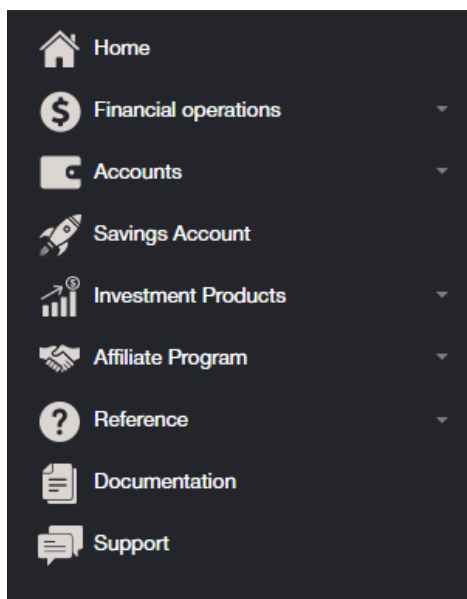 Home
Financial operations
Accounts
Savings Account
Investment Products
Affiliate Program
Reference
Documentation
Support